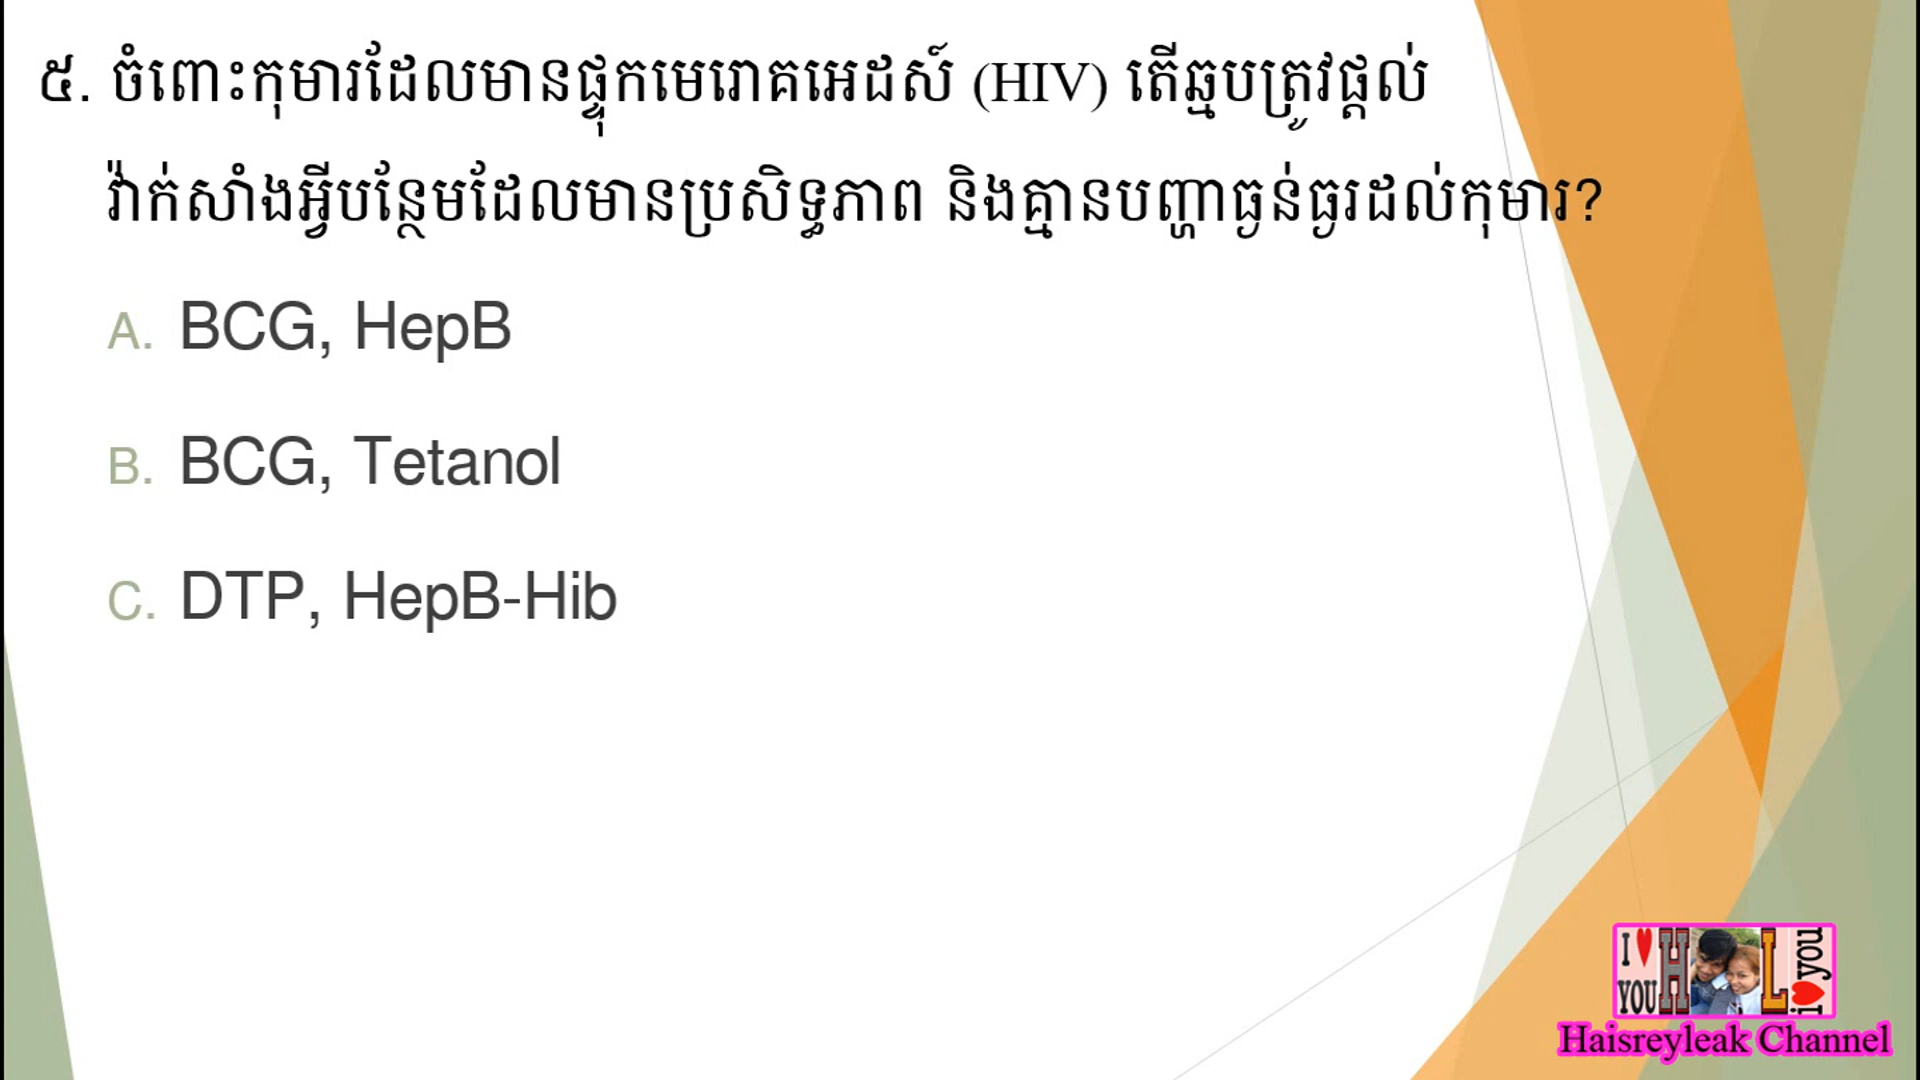 ៥. ចំពោះកុមារដែលមានផ្ទុកមេរោគអេដស៍ (HIV) តើឆ្មបត្រូវផ្តល់
វ៉ាក់សាំងអ្វីបន្ថែមដែលមានប្រសិទ្ធភាព និងគ្មានបញ្ហាធ្ងន់ធ្ងរដល់កុមារ?
A. BCG, HepB
B. BCG, Tetanol
C. DTP, HepB-Hib
I ♥ YOU H L i ♥ you
Haisreyleak Channel